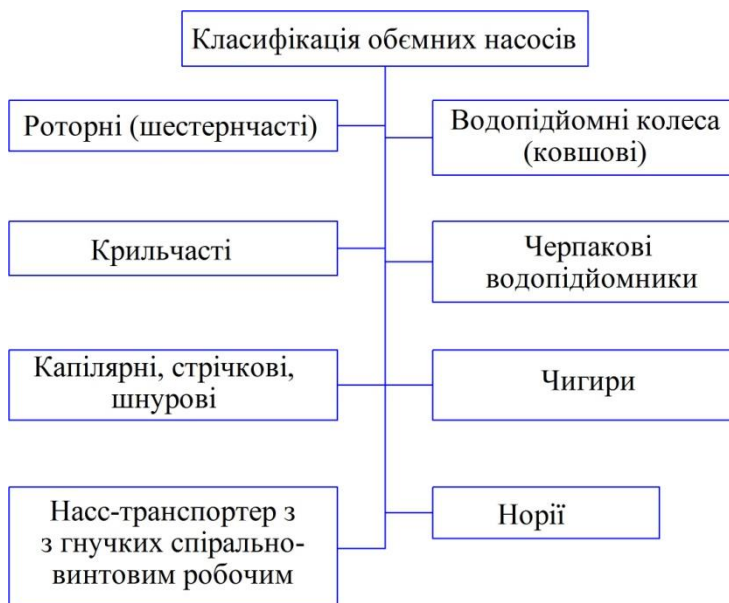 Класифікація обємних насосів
Роторні (шестернчасті)
Водопідйомні колеса
(ковшові)
Крильчасті
Черпакові
водопідйомники
Капілярні, стрічкові,
шнурові
Чигири
Насс-транспортер з
з гнучких спірально-
винтовим робочим
Норії